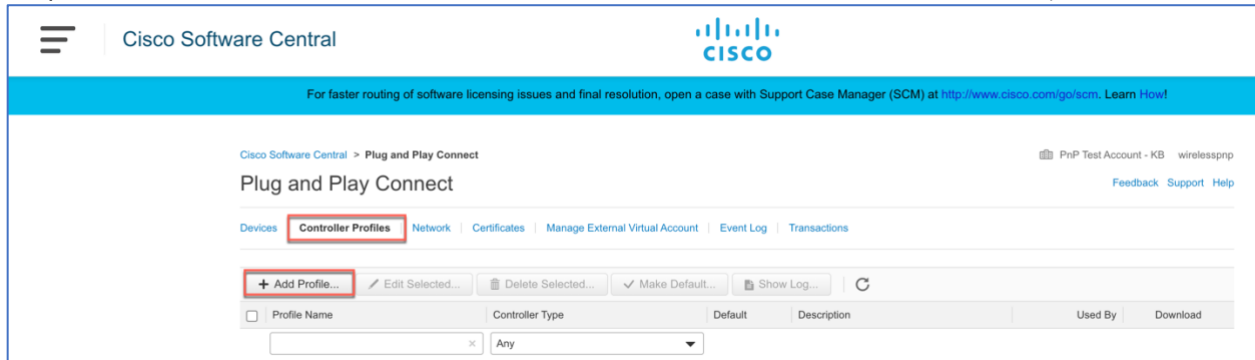 Cisco Software Central
CISCO
For faster routing of software licensing issues and final resolution, open a case with Support Case Manager (SCM) at http://www.cisco.com/go/scm. Learn How!
Cisco Software Central > Plug and Play Connect
PnP Test Account - KB wirelesspnp
Plug and Play Connect
Feedback Support Help
Devices | Controller Profiles | Network | Certificates | Manage External Virtual Account | Event Log | Transactions
+ Add Profile... Edit Selected... Delete Selected... Make Default... Show Log...
Profile Name Controller Type Default Description Used By Download
Any